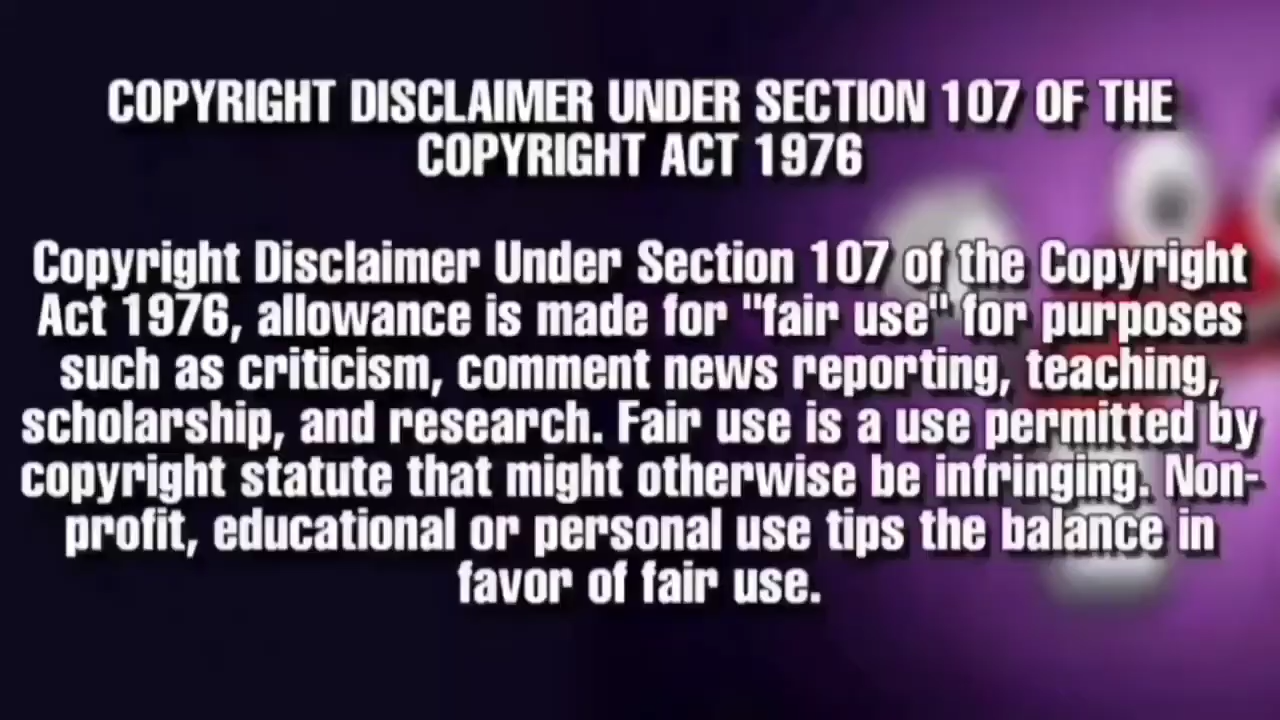 COPYRIGHT DISCLAIMER UNDER SECTION 107 OF THE
COPYRIGHT ACT 1976
Copyright Disclaimer Under Section 107 of the Copyright
Act 1976, allowance is made for "fair use" for purposes
such as criticism, comment news reporting, teaching,
scholarship, and research. Fair use is a use permitted by
copyright statute that might otherwise be infringing. Non-
profit, educational or personal use tips the balance in
favor of fair use.